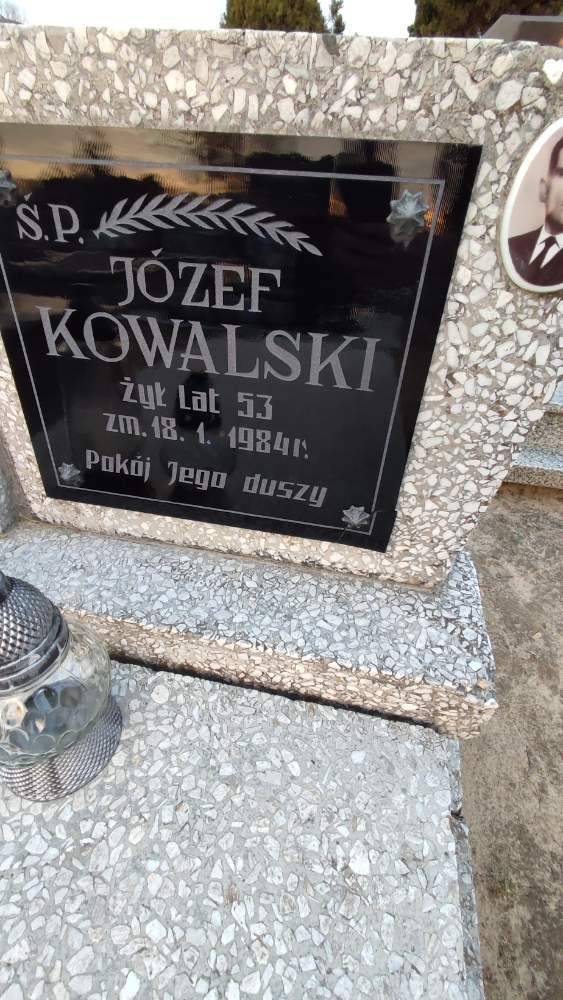 Ś.P.
JÓZEF
KOWALSKI
żył Lat 53
zm. 18. 1. 1984 r.
Pokój Jego duszy